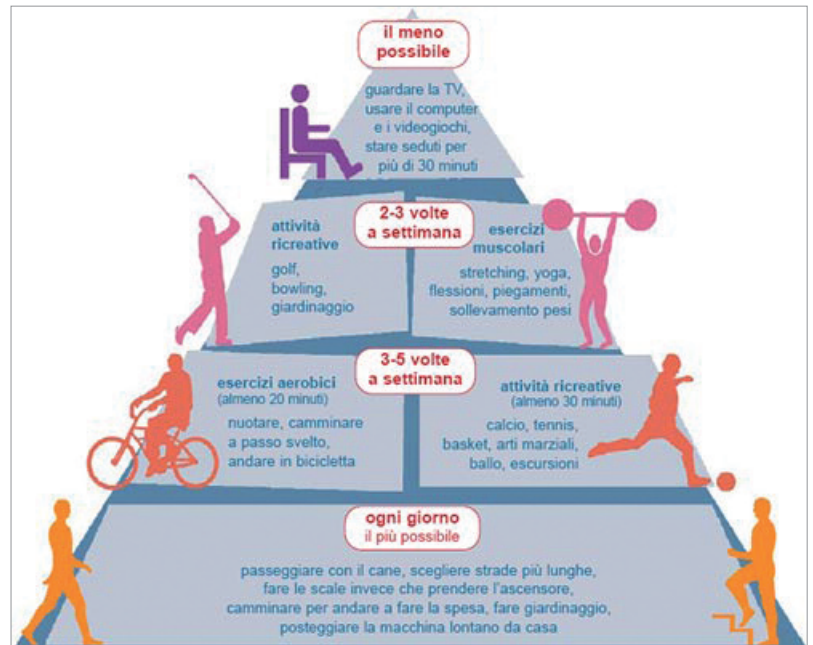 il meno
possibile
guardare la TV,
usare il computer
e i videogiochi,
stare seduti per
più di 30 minuti
2-3 volte
a settimana
attività
ricreative
golf,
bowling,
giardinaggio
esercizi
muscolari
stretching, yoga,
flessioni, piegamenti,
sollevamento pesi
3-5 volte
a settimana
esercizi aerobici
(almeno 20 minuti)
nuotare, camminare
a passo svelto,
andare in bicicletta
attività ricreative
(almeno 30 minuti)
calcio, tennis,
basket, arti marziali,
ballo, escursioni
ogni giorno
il più possibile
passeggiare con il cane, scegliere strade più lunghe,
fare le scale invece che prendere l'ascensore,
camminare per andare a fare la spesa, fare giardinaggio,
posteggiare la macchina lontano da casa